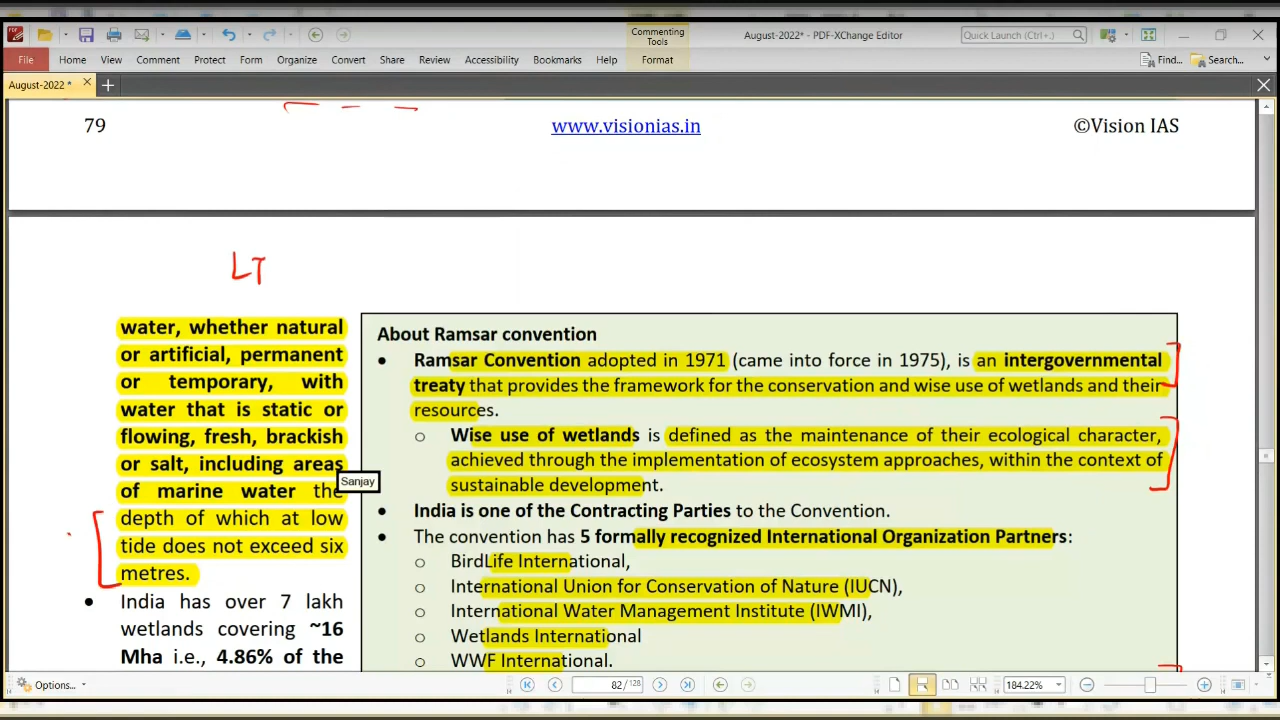 Commenting
Tools
August-2022* - PDF-XChange Editor
Quick Launch (Ctrl+.)
File Home View Comment Protect Form Organize Convert Share Review Accessibility Bookmarks Help Format
Find... Search...
August-2022 *
79 www.visionias.in ©Vision IAS
LT
water, whether natural
or artificial, permanent
or temporary, with
water that is static or
flowing, fresh, brackish
or salt, including areas
of marine water the
depth of which at low
tide does not exceed six
metres.
• India has over 7 lakh
wetlands covering ~16
Mha i.e., 4.86% of the
Sanjay
About Ramsar convention
• Ramsar Convention adopted in 1971 (came into force in 1975), is an intergovernmental
treaty that provides the framework for the conservation and wise use of wetlands and their
resources.
o Wise use of wetlands is defined as the maintenance of their ecological character,
achieved through the implementation of ecosystem approaches, within the context of
sustainable development.
• India is one of the Contracting Parties to the Convention.
• The convention has 5 formally recognized International Organization Partners:
o BirdLife International,
o International Union for Conservation of Nature (IUCN),
o International Water Management Institute (IWMI),
o Wetlands International
o WWF International.
Options... 82 / 128 184.22%